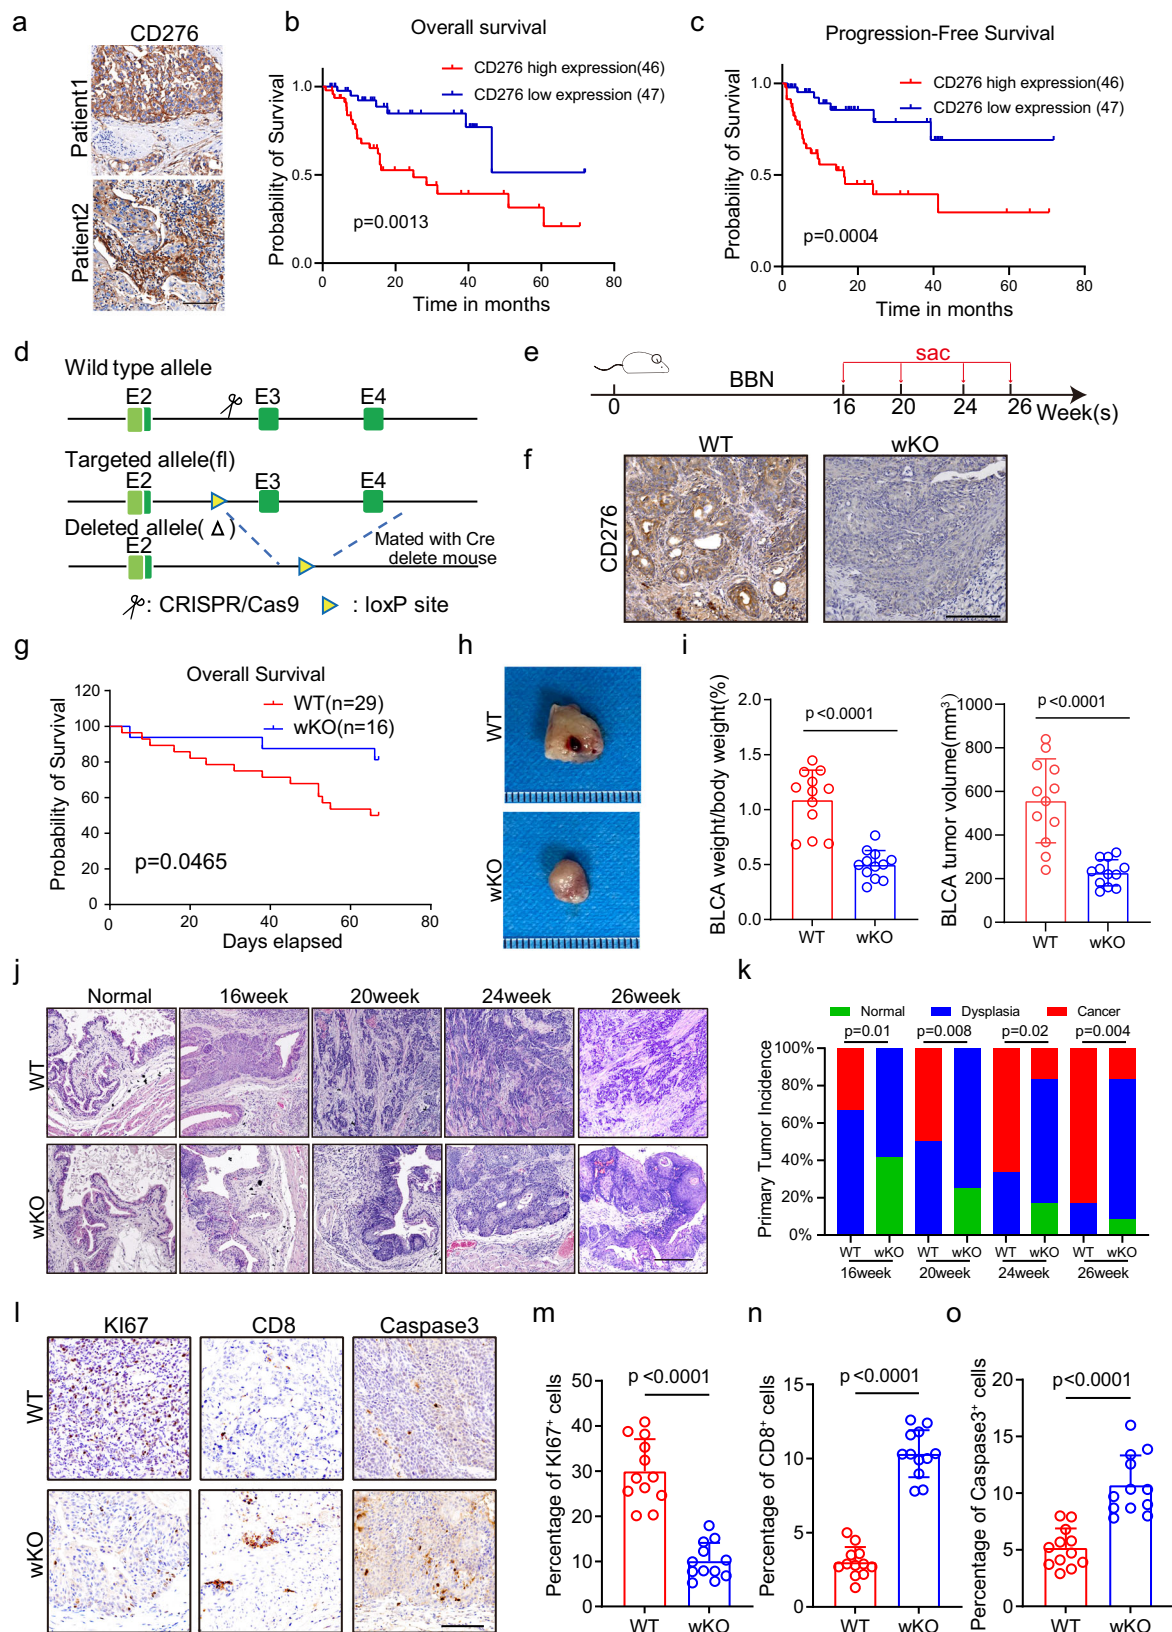 a
CD276
Patient1
Patient2
b
Overall survival
CD276 high expression(46)
CD276 low expression (47)
Probability of Survival
1.0
0.5
0.0
p=0.0013
0 20 40 60 80
Time in months
c
Progression-Free Survival
CD276 high expression(46)
CD276 low expression (47)
Probability of Survival
1.0
0.5
0.0
p=0.0004
0 20 40 60 80
Time in months
d
Wild type allele
E2 E3 E4
Targeted allele(fl)
E2 E3 E4
Deleted allele( Δ )
E2
Mated with Cre
delete mouse
: CRISPR/Cas9 : loxP site
e
sac
BBN
0 16 20 24 26 Week(s)
f
WT wKO
CD276
g
Overall Survival
WT(n=29)
wKO(n=16)
Probability of Survival
120
100
80
60
40
20
0
p=0.0465
0 20 40 60 80
Days elapsed
h
WT
wKO
i
BLCA weight/body weight(%)
2.0
1.5
1.0
0.5
0.0
p <0.0001
WT wKO
BLCA tumor volume(mm³)
1000
800
600
400
200
0
p <0.0001
WT wKO
j
Normal 16week 20week 24week 26week
WT
wKO
k
Normal Dysplasia Cancer
p=0.01 p=0.008 p=0.02 p=0.004
Primary Tumor Incidence
100%
80%
60%
40%
20%
0%
WT wKO WT wKO WT wKO WT wKO
16week 20week 24week 26week
l
KI67 CD8 Caspase3
WT
wKO
m
Percentage of KI67⁺ cells
50
40
30
20
10
0
p <0.0001
WT wKO
n
Percentage of CD8⁺ cells
15
10
5
0
p <0.0001
WT wKO
o
Percentage of Caspase3⁺ cells
20
15
10
5
0
p <0.0001
WT wKO